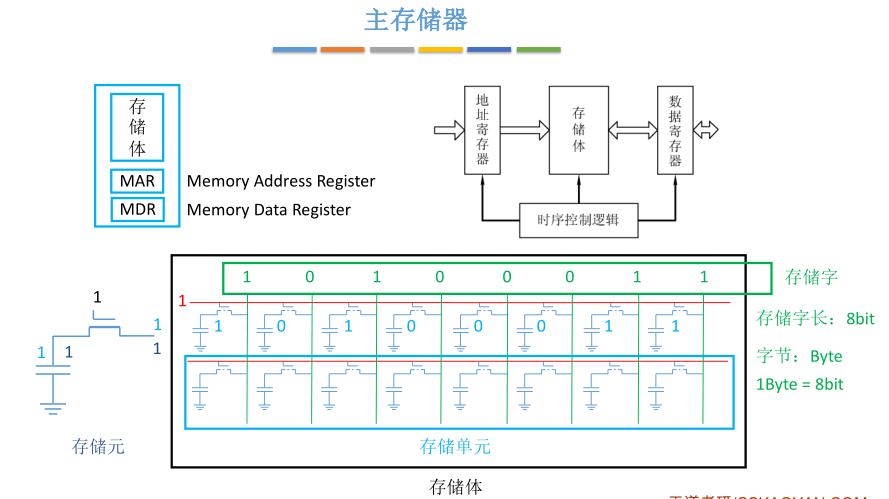 主存储器
存储体
MAR
Memory Address Register
MDR
Memory Data Register
地址寄存器
存储体
数据寄存器
时序控制逻辑
1 0 1 0 0 0 1 1
存储字
1
1
1
1
1
1
1 0 1 0 0 0 1 1
存储字长：8bit
字节：Byte
1Byte = 8bit
存储元
存储单元
存储体